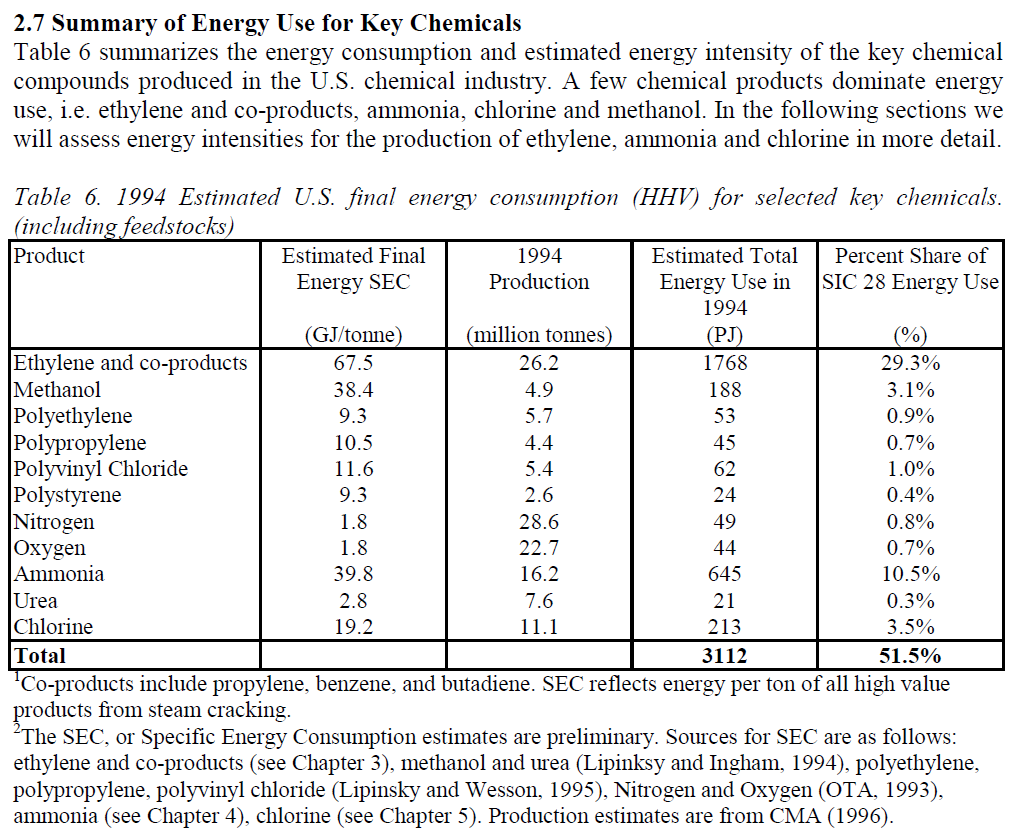 2.7 Summary of Energy Use for Key Chemicals
Table 6 summarizes the energy consumption and estimated energy intensity of the key chemical
compounds produced in the U.S. chemical industry. A few chemical products dominate energy
use, i.e. ethylene and co-products, ammonia, chlorine and methanol. In the following sections we
will assess energy intensities for the production of ethylene, ammonia and chlorine in more detail.
Table 6. 1994 Estimated U.S. final energy consumption (HHV) for selected key chemicals.
(including feedstocks)
Product Estimated Final 1994 Estimated Total Percent Share of
Energy SEC Production Energy Use in SIC 28 Energy Use
1994
(GJ/tonne) (million tonnes) (PJ) (%)
Ethylene and co-products 67.5 26.2 1768 29.3%
Methanol 38.4 4.9 188 3.1%
Polyethylene 9.3 5.7 53 0.9%
Polypropylene 10.5 4.4 45 0.7%
Polyvinyl Chloride 11.6 5.4 62 1.0%
Polystyrene 9.3 2.6 24 0.4%
Nitrogen 1.8 28.6 49 0.8%
Oxygen 1.8 22.7 44 0.7%
Ammonia 39.8 16.2 645 10.5%
Urea 2.8 7.6 21 0.3%
Chlorine 19.2 11.1 213 3.5%
Total 3112 51.5%
1Co-products include propylene, benzene, and butadiene. SEC reflects energy per ton of all high value
products from steam cracking.
2The SEC, or Specific Energy Consumption estimates are preliminary. Sources for SEC are as follows:
ethylene and co-products (see Chapter 3), methanol and urea (Lipinksy and Ingham, 1994), polyethylene,
polypropylene, polyvinyl chloride (Lipinsky and Wesson, 1995), Nitrogen and Oxygen (OTA, 1993),
ammonia (see Chapter 4), chlorine (see Chapter 5). Production estimates are from CMA (1996).